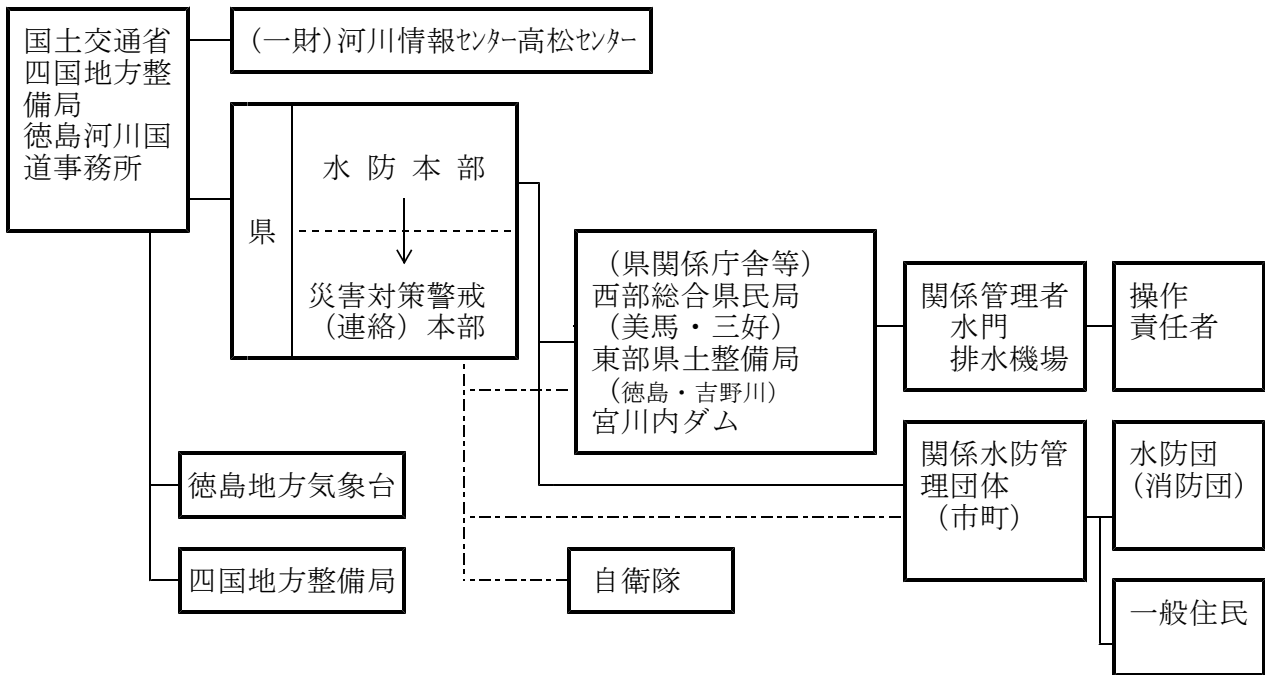 国土交通省
四国地方整
備局
徳島河川国
道事務所
(一財)河川情報ｾﾝﾀｰ高松センター
県
水 防 本 部
災害対策警戒
(連絡)本部
(県関係庁舎等)
西部総合県民局
(美馬・三好)
東部県土整備局
(徳島・吉野川)
宮川内ダム
関係管理者
水門
排水機場
操作
責任者
関係水防管
理団体
(市町)
水防団
(消防団)
一般住民
徳島地方気象台
四国地方整備局
自衛隊